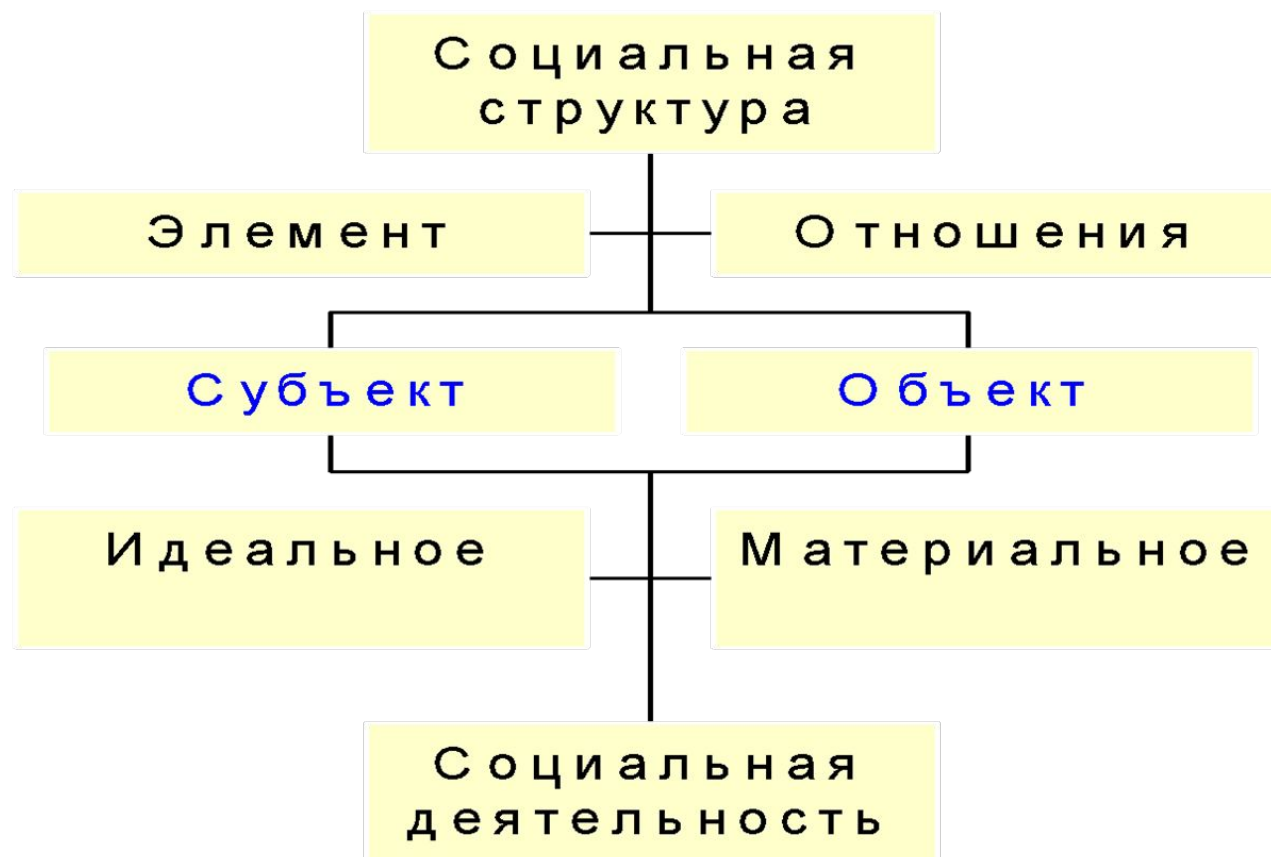 Социальная
структура
Элемент
Отношения
Субъект
Объект
Идеальное
Материальное
Социальная
деятельность